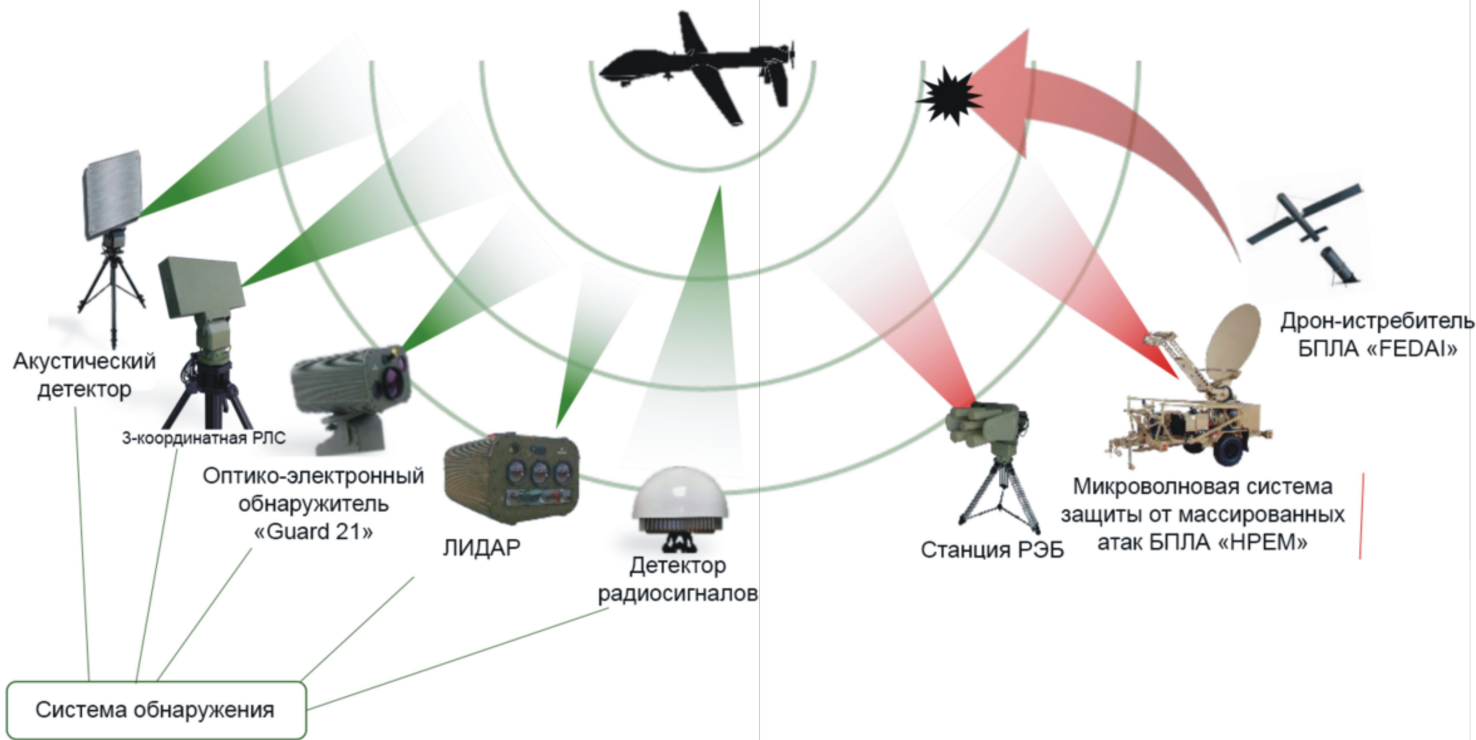 Акустический
детектор
3-координатная РЛС
Оптико-электронный
обнаружитель
«Guard 21»
ЛИДАР
Детектор
радиосигналов
Система обнаружения
Станция РЭБ
Микроволновая система
защиты от массированных
атак БПЛА «HPEM»
Дрон-истребитель
БПЛА «FEDAI»